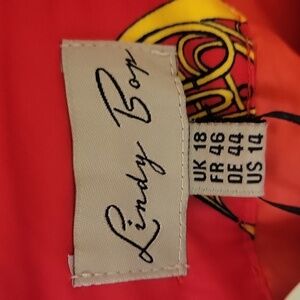 Lindy Bop
UK 18
FR 46
DE 44
US 14